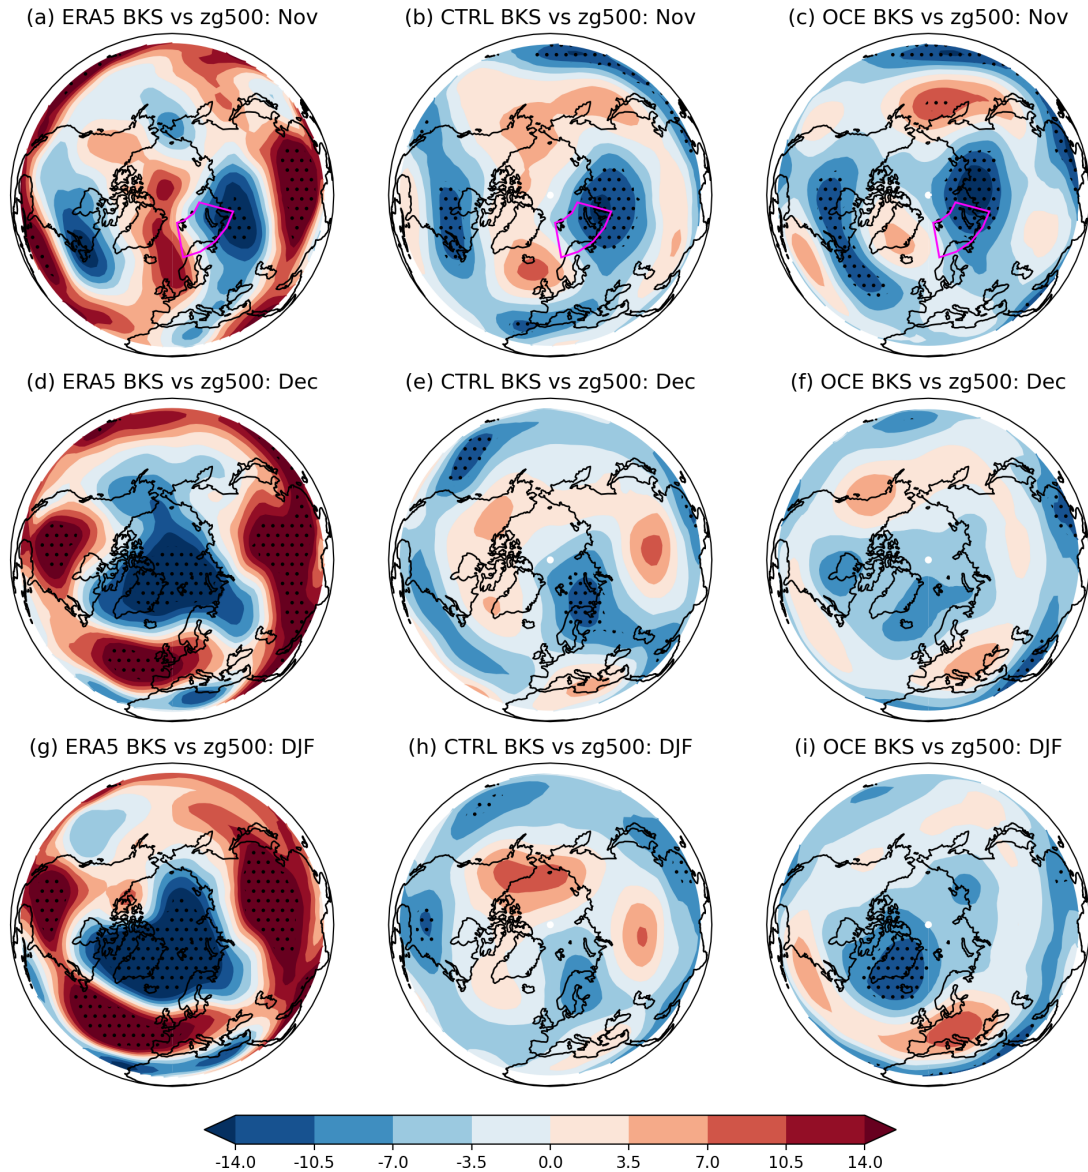 (a) ERA5 BKS vs zg500: Nov
(b) CTRL BKS vs zg500: Nov
(c) OCE BKS vs zg500: Nov
(d) ERA5 BKS vs zg500: Dec
(e) CTRL BKS vs zg500: Dec
(f) OCE BKS vs zg500: Dec
(g) ERA5 BKS vs zg500: DJF
(h) CTRL BKS vs zg500: DJF
(i) OCE BKS vs zg500: DJF
-14.0 -10.5 -7.0 -3.5 0.0 3.5 7.0 10.5 14.0